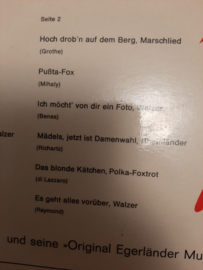 Seite 2
Hoch drob'n auf dem Berg, Marschlied
(Grothe)
Pußta-Fox
(Mihaly)
Ich möcht' von dir ein Foto, Walzer
(Benes)
Mädels, jetzt ist Damenwahl, Rheinländer
(Richartz)
alzer
Das blonde Kätchen, Polka-Foxtrot
(di Lazzaro)
Es geht alles vorüber, Walzer
(Raymond)
und seine »Original Egerländer Mu